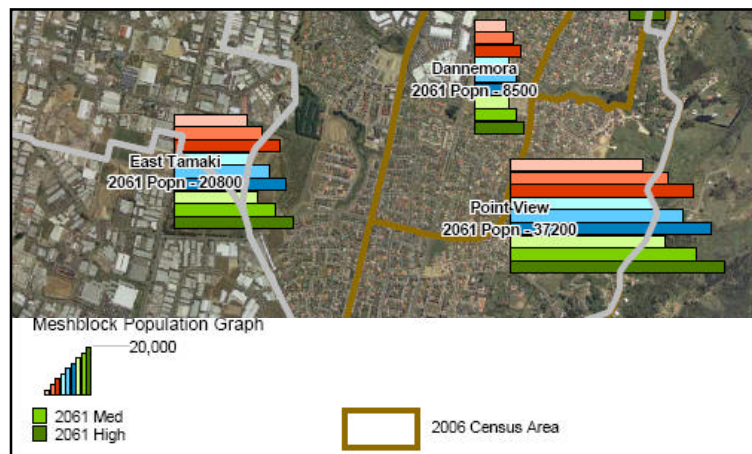 Dannemora
2061 Popn - 8500
East Tamaki
2061 Popn - 20800
Point View
2061 Popn - 37200
Meshblock Population Graph
20,000
2061 Med
2061 High
2006 Census Area